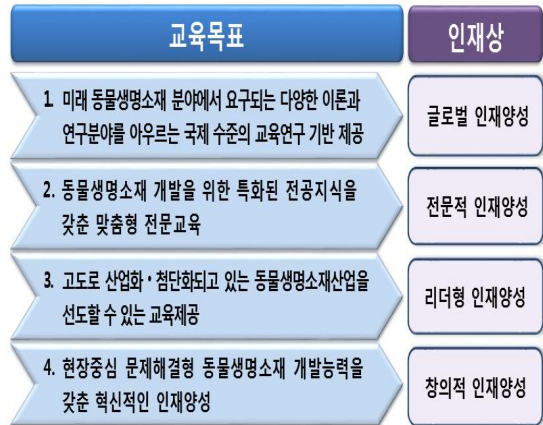 교육목표
인재상
1. 미래 동물생명소재 분야에서 요구되는 다양한 이론과
연구분야를 아우르는 국제 수준의 교육연구 기반 제공
글로벌 인재양성
2. 동물생명소재 개발을 위한 특화된 전공지식을
갖춘 맞춤형 전문교육
전문적 인재양성
3. 고도로 산업화·첨단화되고 있는 동물생명소재산업을
선도할 수 있는 교육제공
리더형 인재양성
4. 현장중심 문제해결형 동물생명소재 개발능력을
갖춘 혁신적인 인재양성
창의적 인재양성